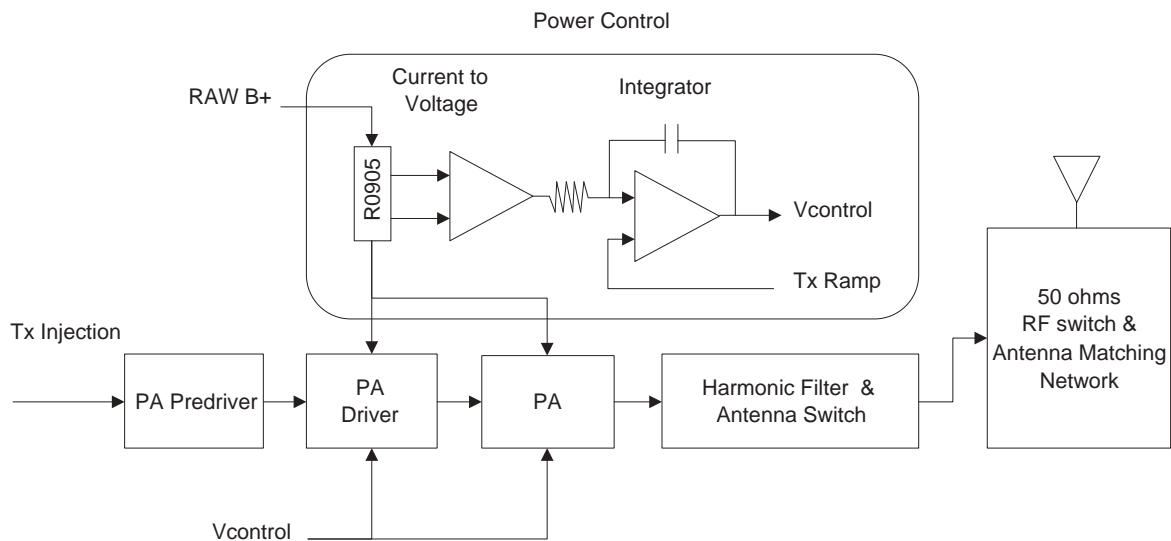 Power Control
Current to
Voltage
Integrator
RAW B+
R0905
Vcontrol
Tx Ramp
Tx Injection
PA Predriver
PA
Driver
PA
Harmonic Filter &
Antenna Switch
50 ohms
RF switch &
Antenna Matching
Network
Vcontrol